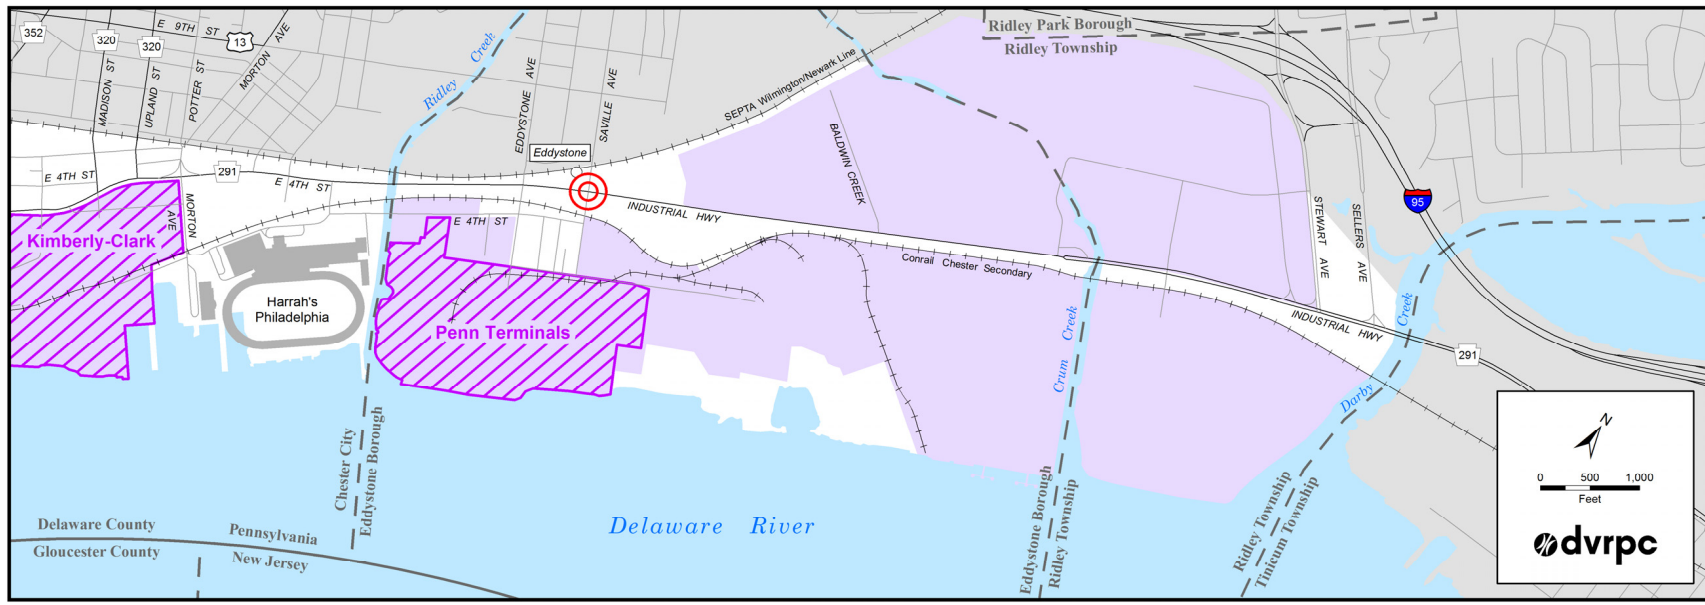 352
320
320
13
E 9TH ST
MADISON ST
UPLAND ST
POTTER ST
MORTON AVE
Ridley Creek
EDDYSTONE AVE
SAVILLE AVE
SEPTA Wilmington/Newark Line
Ridley Park Borough
Ridley Township
Eddystone
E 4TH ST
291
E 4TH ST
MORTON AVE
E 4TH ST
INDUSTRIAL HWY
BALDWIN CREEK
Conrail Chester Secondary
STEWART AVE
SELLERS AVE
95
Kimberly-Clark
Harrah's
Philadelphia
Penn Terminals
Crum Creek
INDUSTRIAL HWY
291
Darby Creek
Chester City
Eddystone Borough
Delaware County
Gloucester County
Pennsylvania
New Jersey
Delaware River
Eddystone Borough
Ridley Township
Ridley Township
Tinicum Township
N
0 500 1,000
Feet
dvrpc